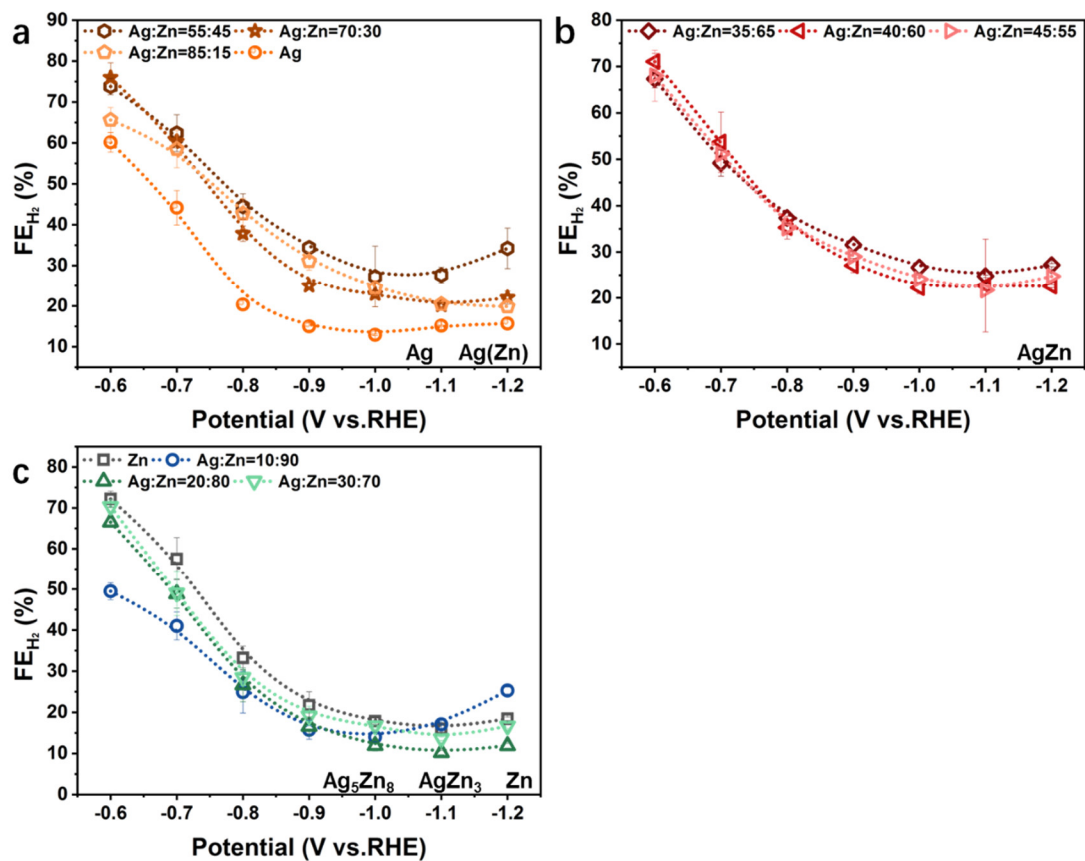 a
Ag:Zn=55:45 Ag:Zn=70:30
Ag:Zn=85:15 Ag
90
80
70
60
50
40
30
20
10
FE_H₂ (%)
Ag Ag(Zn)
-0.6 -0.7 -0.8 -0.9 -1.0 -1.1 -1.2
Potential (V vs.RHE)
b
Ag:Zn=35:65 Ag:Zn=40:60 Ag:Zn=45:55
80
70
60
50
40
30
20
10
FE_H₂ (%)
AgZn
-0.6 -0.7 -0.8 -0.9 -1.0 -1.1 -1.2
Potential (V vs.RHE)
c
Zn Ag:Zn=10:90
Ag:Zn=20:80 Ag:Zn=30:70
80
70
60
50
40
30
20
10
0
FE_H₂ (%)
Ag₅Zn₈ AgZn₃ Zn
-0.6 -0.7 -0.8 -0.9 -1.0 -1.1 -1.2
Potential (V vs.RHE)